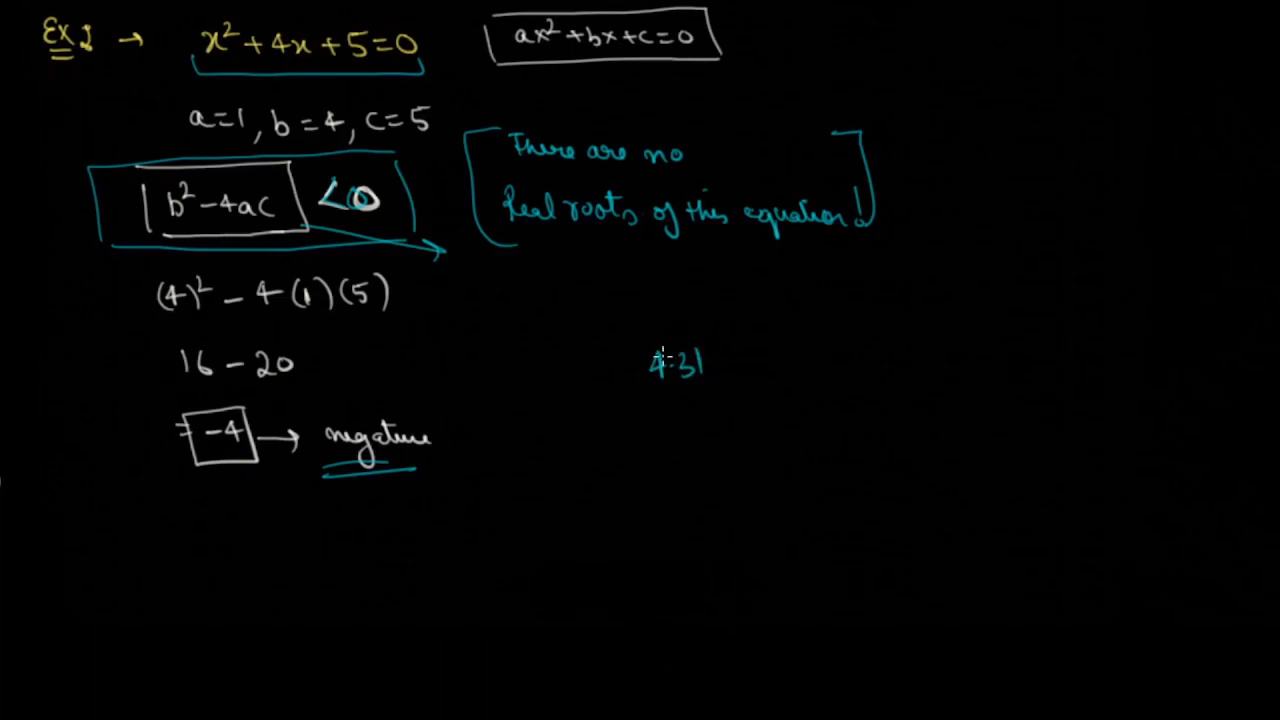 Ex 2 → x²+4x+5=0
ax²+bx+c=0
a=1, b=4, c=5
There are no
b²-4ac <0
Real roots of this equation!
(4)² - 4(1)(5)
16 - 20
4.31
= -4 → negative